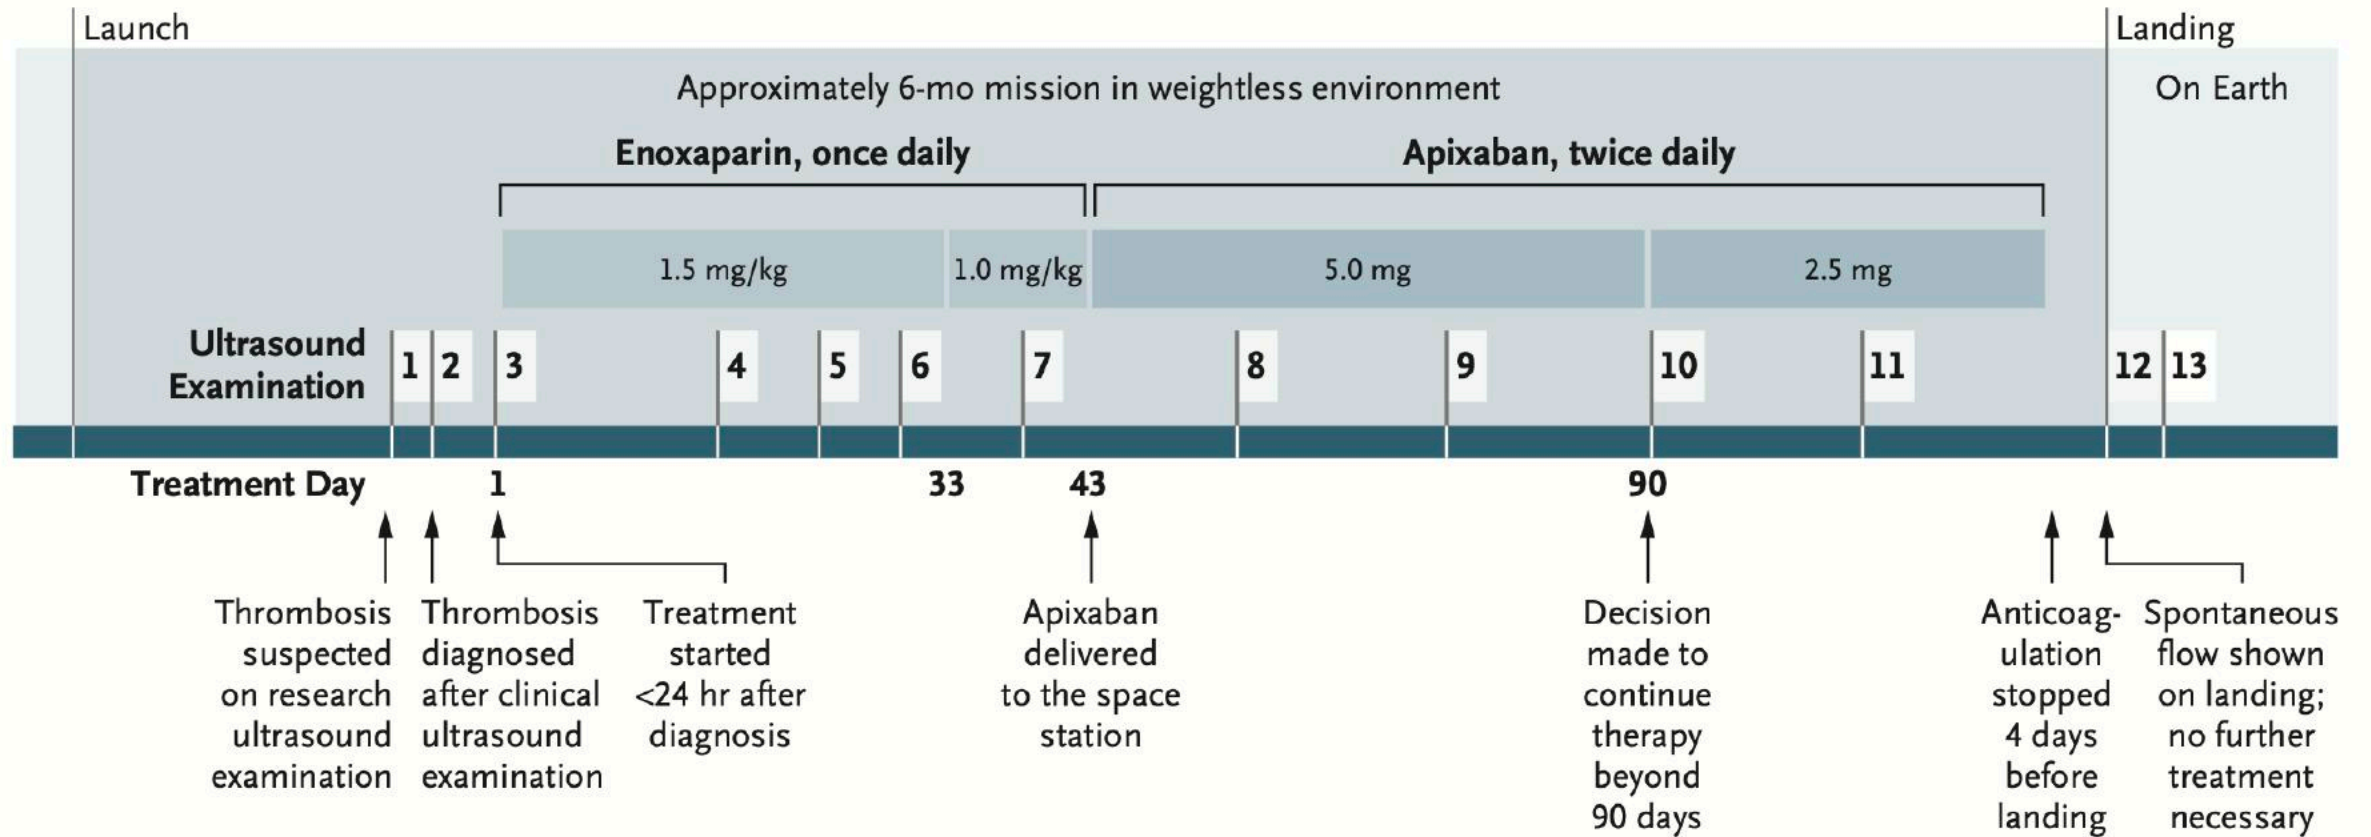 Launch
Landing
Approximately 6-mo mission in weightless environment
On Earth
Enoxaparin, once daily
Apixaban, twice daily
1.5 mg/kg
1.0 mg/kg
5.0 mg
2.5 mg
Ultrasound
Examination
1
2
3
4
5
6
7
8
9
10
11
12
13
Treatment Day
1
33
43
90
Thrombosis
suspected
on research
ultrasound
examination
Thrombosis
diagnosed
after clinical
ultrasound
examination
Treatment
started
<24 hr after
diagnosis
Apixaban
delivered
to the space
station
Decision
made to
continue
therapy
beyond
90 days
Anticoag-
ulation
stopped
4 days
before
landing
Spontaneous
flow shown
on landing;
no further
treatment
necessary